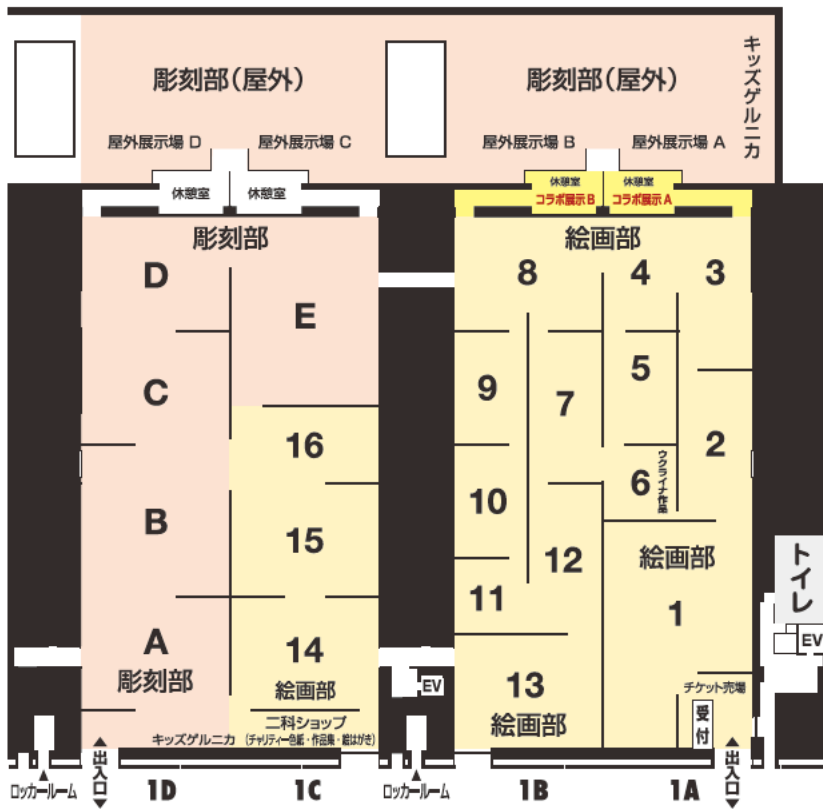 彫刻部(屋外)
彫刻部(屋外)
キッズゲルニカ
屋外展示場 D
屋外展示場 C
屋外展示場 B
屋外展示場 A
休憩室
休憩室
休憩室
コラボ展示 B
休憩室
コラボ展示 A
彫刻部
絵画部
D
E
8
4
3
C
9
7
5
2
16
B
10
6
ウクライナ作品
15
12
絵画部
トイレ
11
1
A
彫刻部
14
絵画部
EV
EV
13
絵画部
チケット売場
受付
二科ショップ
キッズゲルニカ
(チャリティー色紙・作品集・絵はがき)
ロッカールーム
出入口
1D
1C
ロッカールーム
1B
1A
出入口